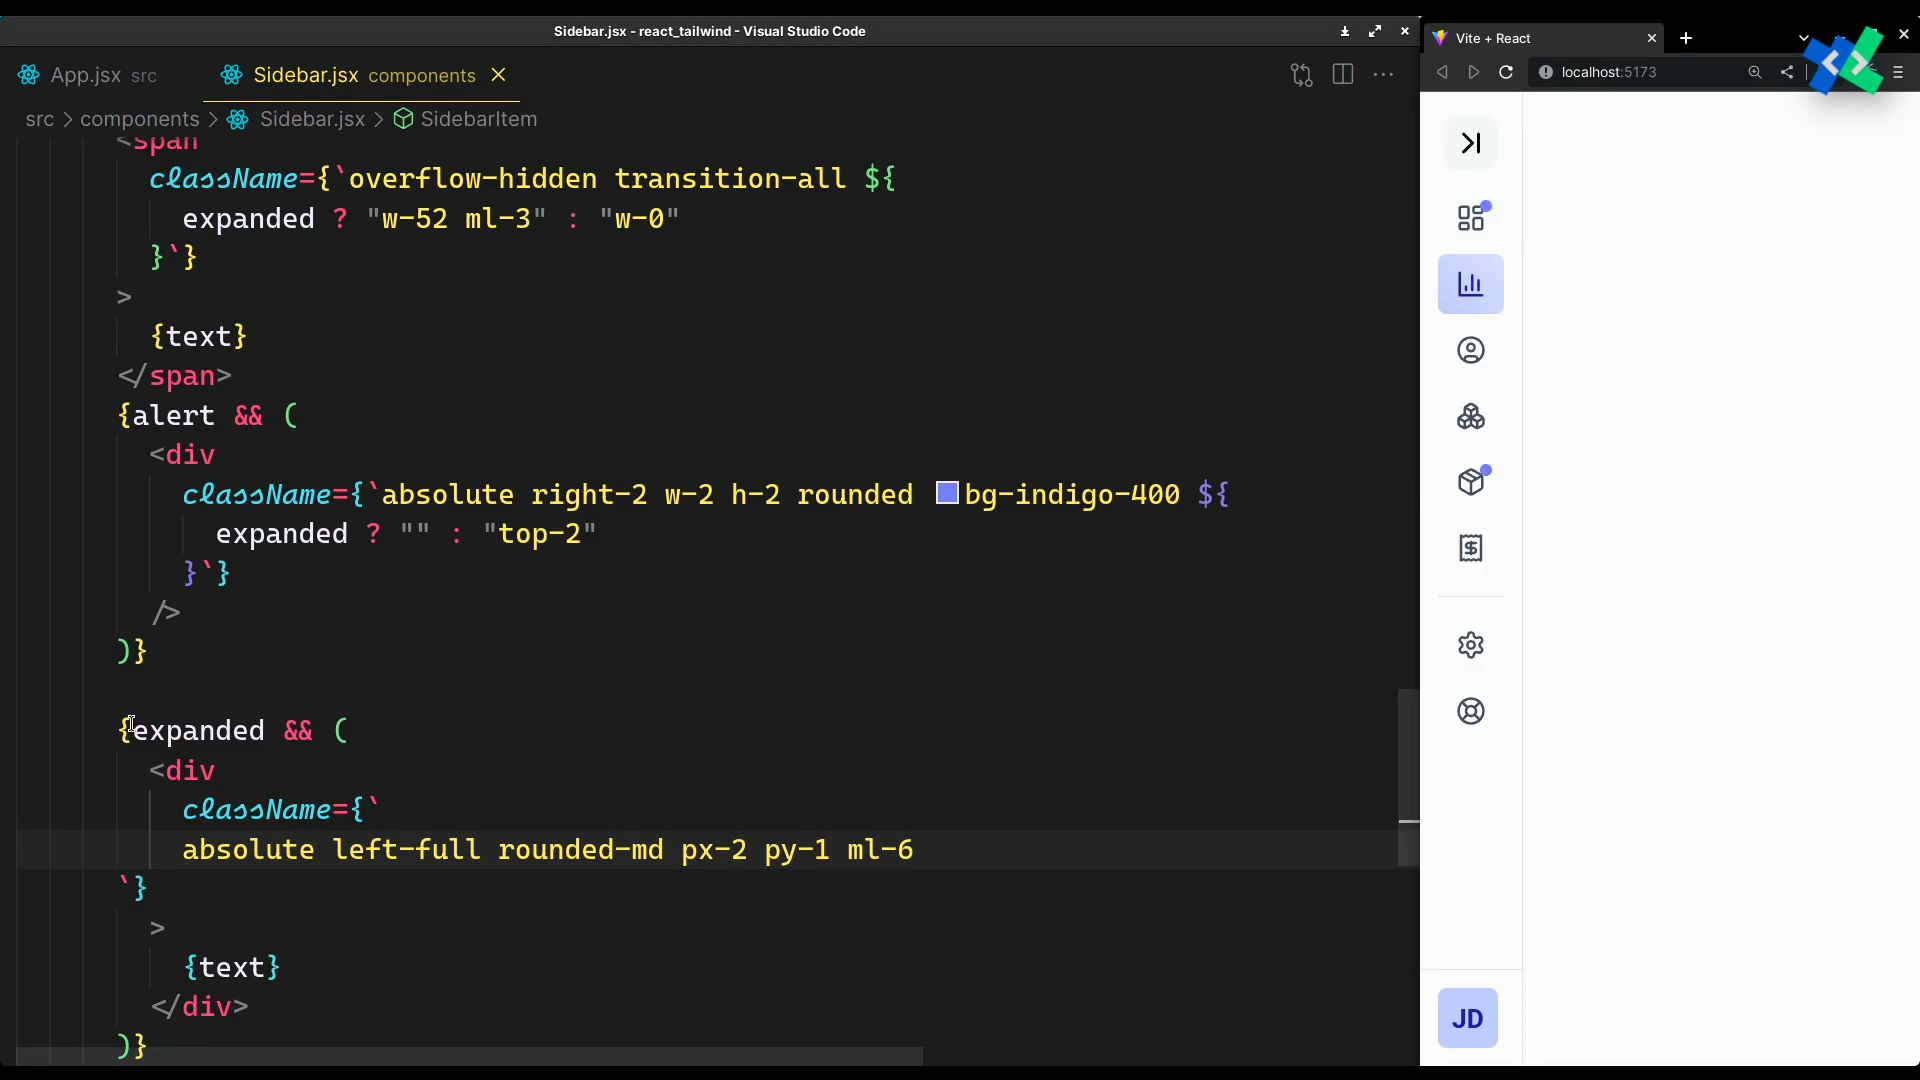 Sidebar.jsx - react_tailwind - Visual Studio Code
App.jsx src
Sidebar.jsx components
src > components > Sidebar.jsx > SidebarItem
<span
className={`overflow-hidden transition-all ${
expanded ? "w-52 ml-3" : "w-0"
}`}
>
{text}
</span>
{alert && (
<div
className={`absolute right-2 w-2 h-2 rounded bg-indigo-400 ${
expanded ? "" : "top-2"
}`}
/>
)}
{expanded && (
<div
className={`
absolute left-full rounded-md px-2 py-1 ml-6
`}
>
{text}
</div>
)}
Vite + React
localhost:5173
JD